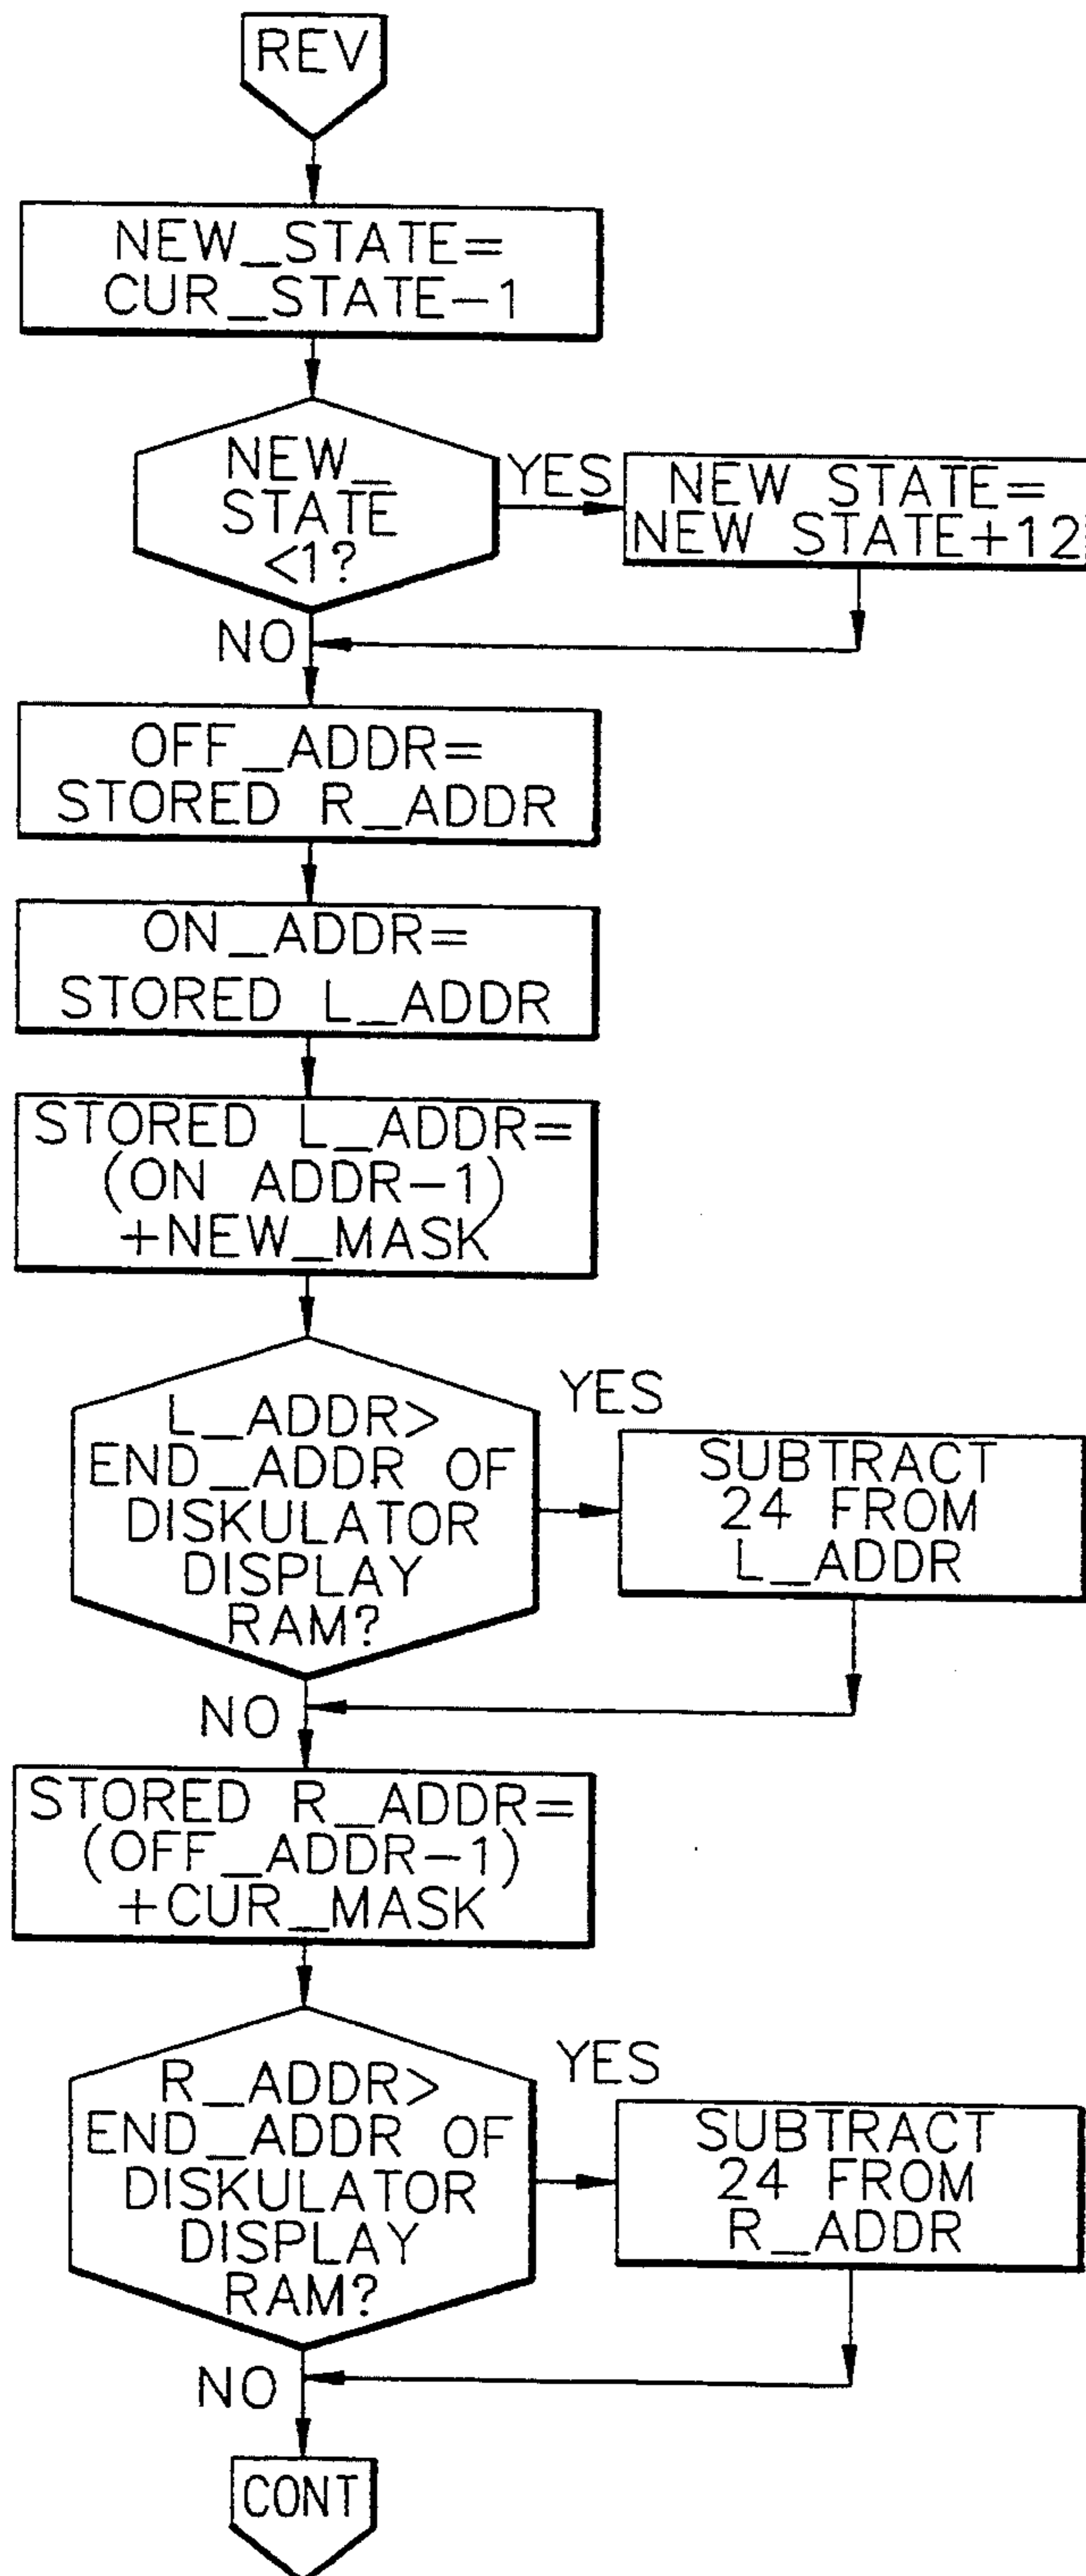 REV
NEW_STATE=
CUR_STATE-1
NEW_
STATE
<1?
YES
NEW STATE=
NEW STATE+12
NO
OFF_ADDR=
STORED R_ADDR
ON_ADDR=
STORED L_ADDR
STORED L_ADDR=
(ON ADDR-1)
+NEW_MASK
L_ADDR>
END_ADDR OF
DISKULATOR
DISPLAY
RAM?
YES
SUBTRACT
24 FROM
L_ADDR
NO
STORED R_ADDR=
(OFF_ADDR-1)
+CUR_MASK
R_ADDR>
END_ADDR OF
DISKULATOR
DISPLAY
RAM?
YES
SUBTRACT
24 FROM
R_ADDR
NO
CONT